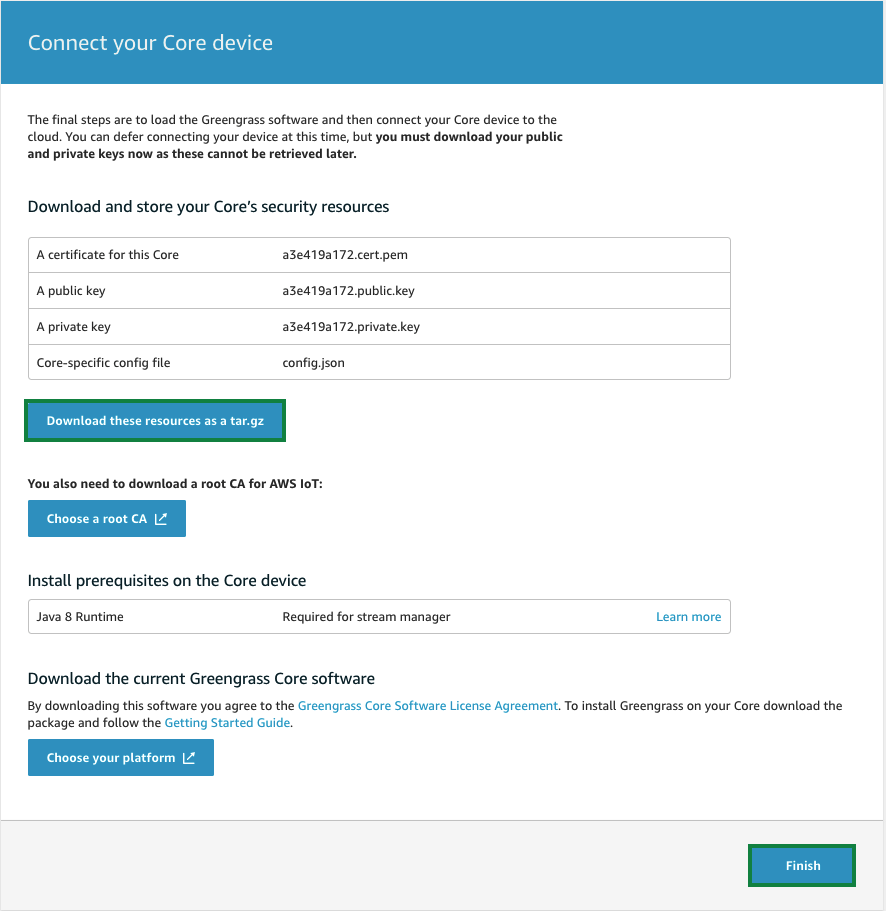 Connect your Core device
The final steps are to load the Greengrass software and then connect your Core device to the
cloud. You can defer connecting your device at this time, but you must download your public
and private keys now as these cannot be retrieved later.
Download and store your Core's security resources
A certificate for this Core a3e419a172.cert.pem
A public key a3e419a172.public.key
A private key a3e419a172.private.key
Core-specific config file config.json
Download these resources as a tar.gz
You also need to download a root CA for AWS IoT:
Choose a root CA
Install prerequisites on the Core device
Java 8 Runtime Required for stream manager Learn more
Download the current Greengrass Core software
By downloading this software you agree to the Greengrass Core Software License Agreement. To install Greengrass on your Core download the
package and follow the Getting Started Guide.
Choose your platform
Finish